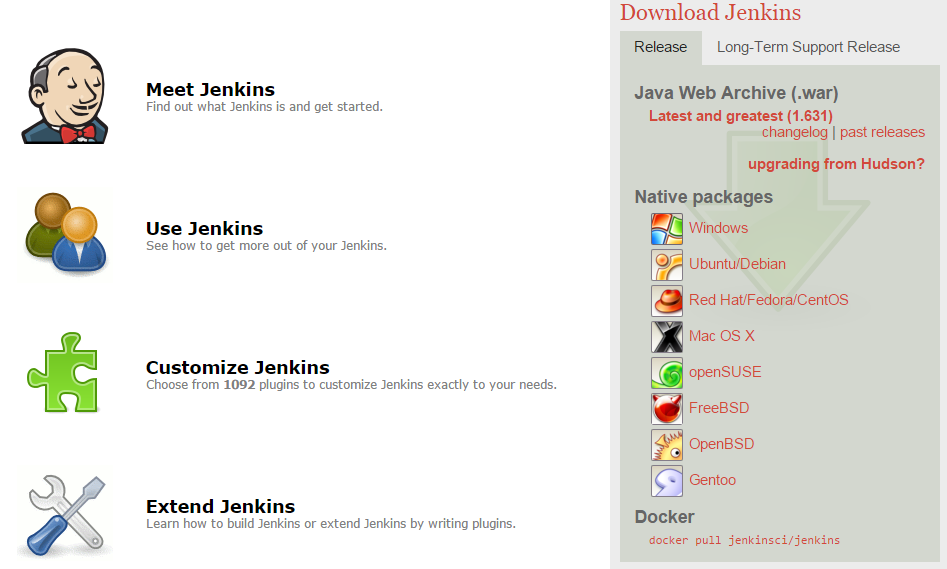 Meet Jenkins
Find out what Jenkins is and get started.
Use Jenkins
See how to get more out of your Jenkins.
Customize Jenkins
Choose from 1092 plugins to customize Jenkins exactly to your needs.
Extend Jenkins
Learn how to build Jenkins or extend Jenkins by writing plugins.
Download Jenkins
Release Long-Term Support Release
Java Web Archive (.war)
Latest and greatest (1.631)
changelog | past releases
upgrading from Hudson?
Native packages
Windows
Ubuntu/Debian
Red Hat/Fedora/CentOS
Mac OS X
openSUSE
FreeBSD
OpenBSD
Gentoo
Docker
docker pull jenkinsci/jenkins